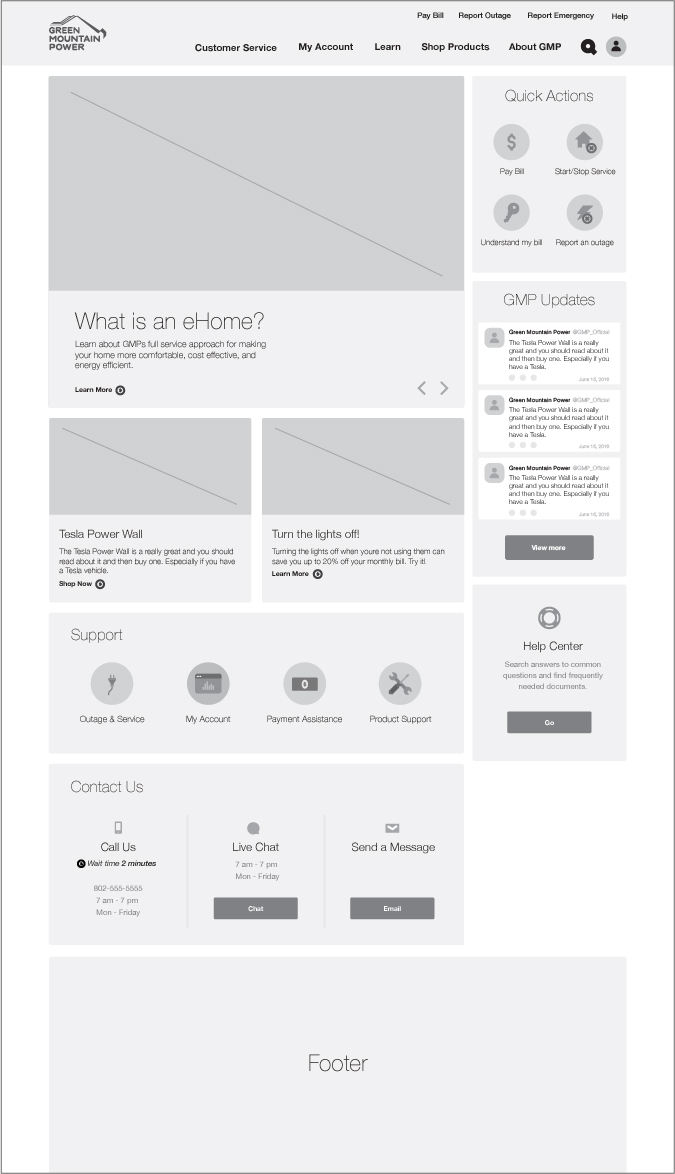 GREEN
MOUNTAIN
POWER
Pay Bill
Report Outage
Report Emergency
Help
Customer Service
My Account
Learn
Shop Products
About GMP
What is an eHome?
Learn about GMPs full service approach for making
your home more comfortable, cost effective, and
energy efficient.
Learn More
Tesla Power Wall
The Tesla Power Wall is a really great and you should
read about it and then buy one. Especially if you have
a Tesla vehicle.
Shop Now
Turn the lights off!
Turning the lights off when youre not using them can
save you up to 20% off your monthly bill. Try it!
Learn More
Support
Outage & Service
My Account
Payment Assistance
Product Support
Contact Us
Call Us
Wait time 2 minutes
802-555-5555
7 am - 7 pm
Mon - Friday
Live Chat
7 am - 7 pm
Mon - Friday
Chat
Send a Message
Email
Quick Actions
Pay Bill
Start/Stop Service
Understand my bill
Report an outage
GMP Updates
Green Mountain Power @GMP_Official
The Tesla Power Wall is a really
great and you should read about it
and then buy one. Especially if you
have a Tesla.
June 16, 2016
Green Mountain Power @GMP_Official
The Tesla Power Wall is a really
great and you should read about it
and then buy one. Especially if you
have a Tesla.
June 16, 2016
Green Mountain Power @GMP_Official
The Tesla Power Wall is a really
great and you should read about it
and then buy one. Especially if you
have a Tesla.
June 16, 2016
View more
Help Center
Search answers to common
questions and find frequently
needed documents.
Go
Footer